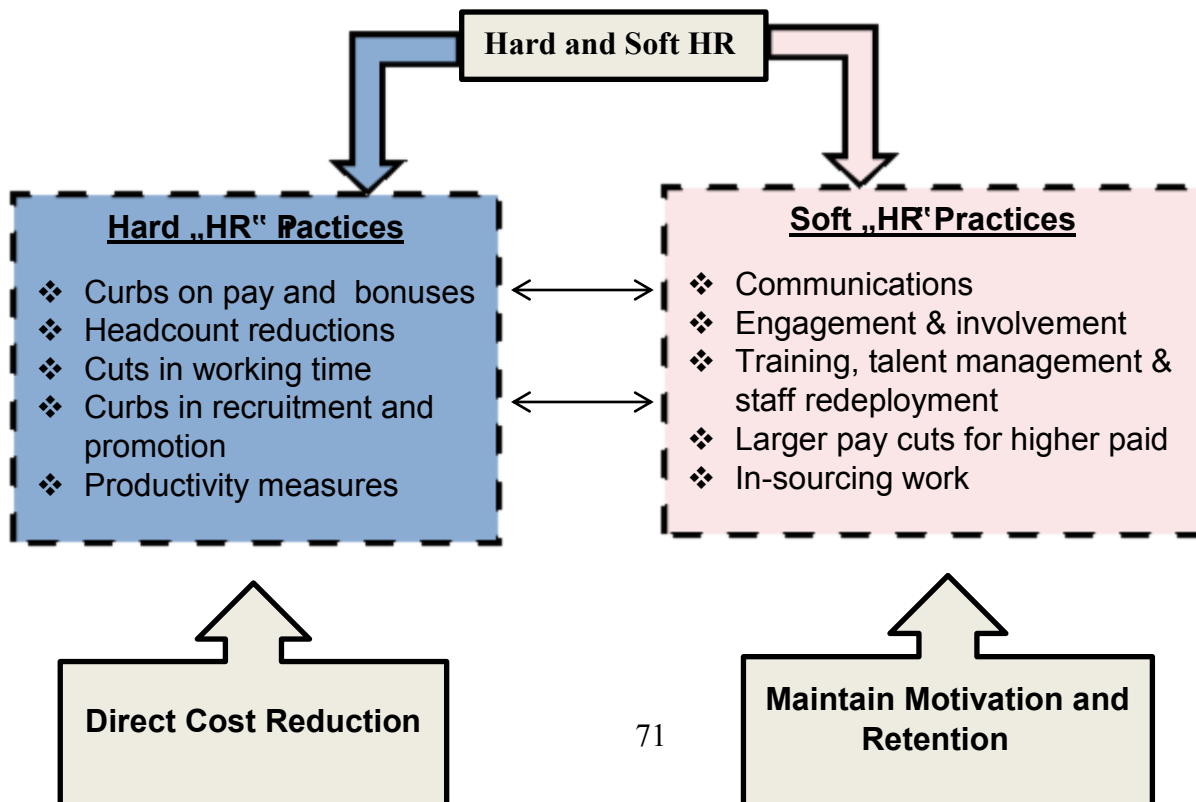 Hard and Soft HR
Hard „HR‟ Pactices
❖ Curbs on pay and bonuses
❖ Headcount reductions
❖ Cuts in working time
❖ Curbs in recruitment and
promotion
❖ Productivity measures
Soft „HR‟ Practices
❖ Communications
❖ Engagement & involvement
❖ Training, talent management &
staff redeployment
❖ Larger pay cuts for higher paid
❖ In-sourcing work
Direct Cost Reduction
71
Maintain Motivation and
Retention